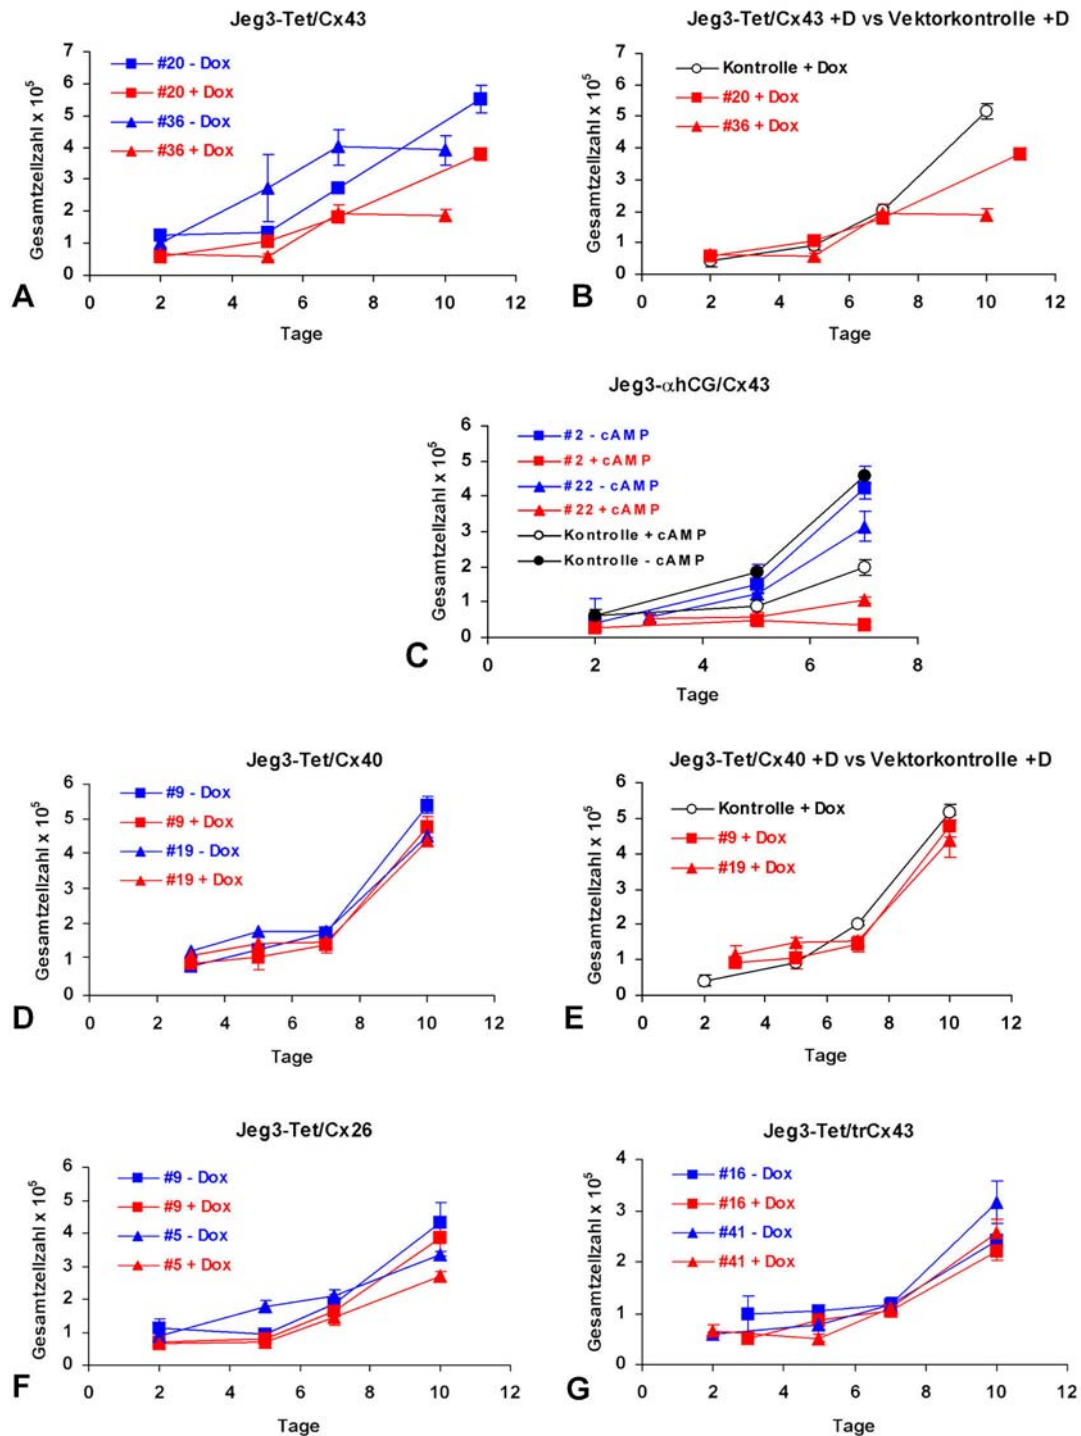 Jeg3-Tet/Cx43
Gesamtzellzahl x 10⁵
7
6
5
4
3
2
1
0
#20 - Dox
#20 + Dox
#36 - Dox
#36 + Dox
0 2 4 6 8 10 12
Tage
A
Jeg3-Tet/Cx43 +D vs Vektorkontrolle +D
Gesamtzellzahl x 10⁵
7
6
5
4
3
2
1
0
Kontrolle + Dox
#20 + Dox
#36 + Dox
0 2 4 6 8 10 12
Tage
B
Jeg3-αhCG/Cx43
Gesamtzellzahl x 10⁵
6
5
4
3
2
1
0
#2 - cAMP
#2 + cAMP
#22 - cAMP
#22 + cAMP
Kontrolle + cAMP
Kontrolle - cAMP
0 2 4 6 8
Tage
C
Jeg3-Tet/Cx40
Gesamtzellzahl x 10⁵
6
5
4
3
2
1
0
#9 - Dox
#9 + Dox
#19 - Dox
#19 + Dox
0 2 4 6 8 10 12
Tage
D
Jeg3-Tet/Cx40 +D vs Vektorkontrolle +D
Gesamtzellzahl x 10⁵
6
5
4
3
2
1
0
Kontrolle + Dox
#9 + Dox
#19 + Dox
0 2 4 6 8 10 12
Tage
E
Jeg3-Tet/Cx26
Gesamtzellzahl x 10⁵
6
5
4
3
2
1
0
#9 - Dox
#9 + Dox
#5 - Dox
#5 + Dox
0 2 4 6 8 10 12
Tage
F
Jeg3-Tet/trCx43
Gesamtzellzahl x 10⁵
4
3
2
1
0
#16 - Dox
#16 + Dox
#41 - Dox
#41 + Dox
0 2 4 6 8 10 12
Tage
G